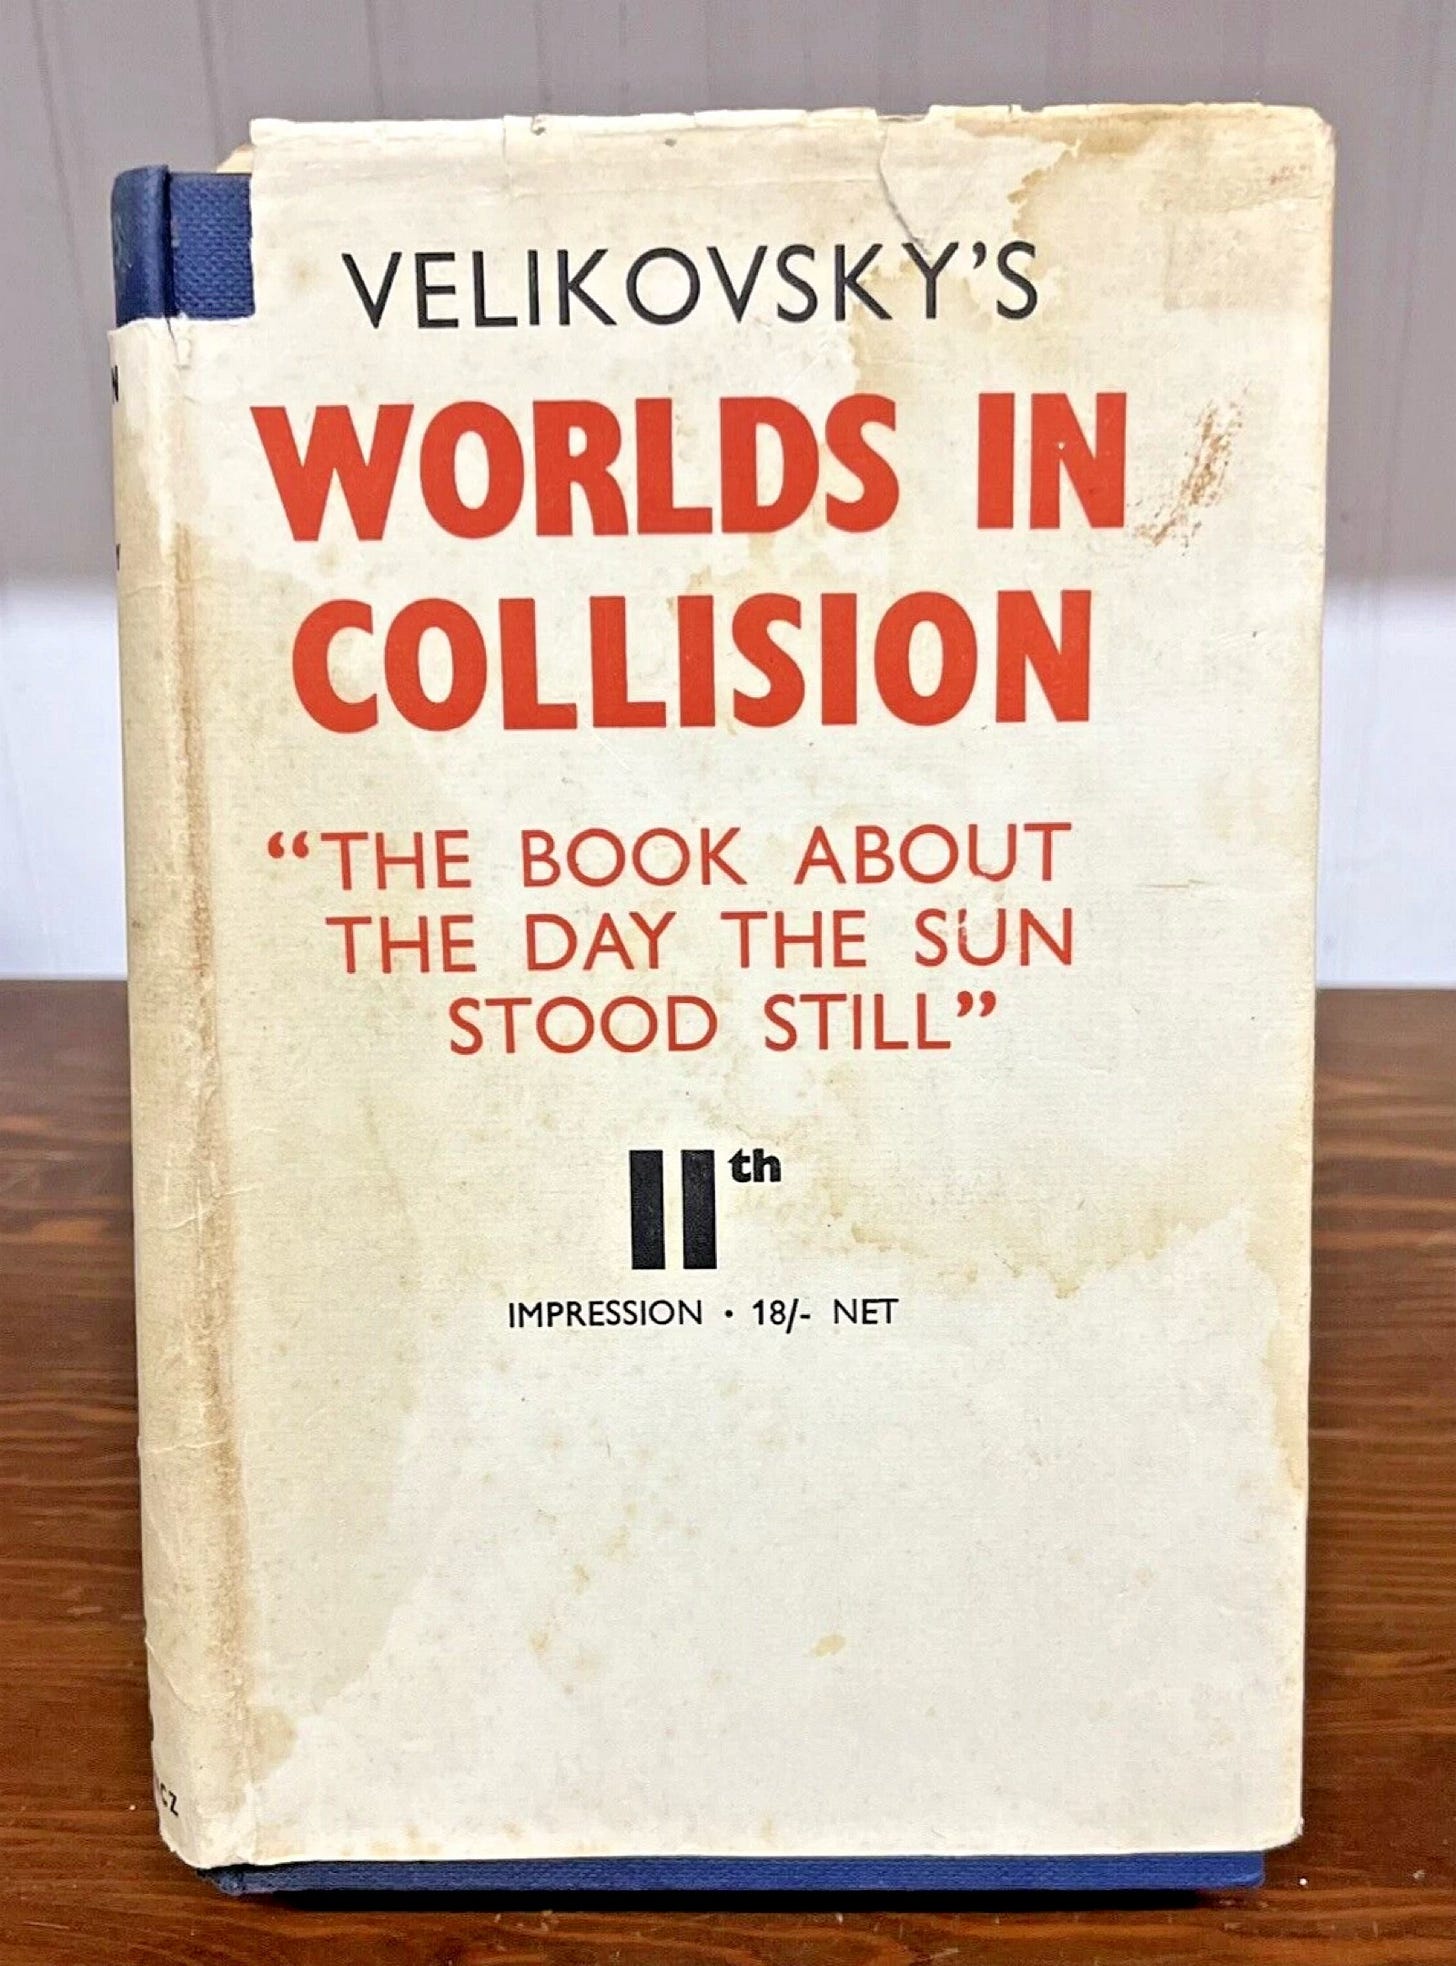 VELIKOVSKY'S
WORLDS IN
COLLISION
“THE BOOK ABOUT
THE DAY THE SUN
STOOD STILL”
11th
IMPRESSION · 18/- NET